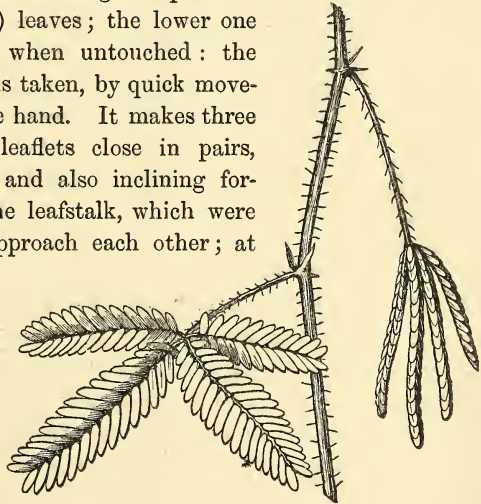 ) leaves; the lower one
when untouched: the
s taken, by quick move-
e hand. It makes three
leaflets close in pairs,
and also inclining for-
ne leafstalk, which were
pproach each other; at